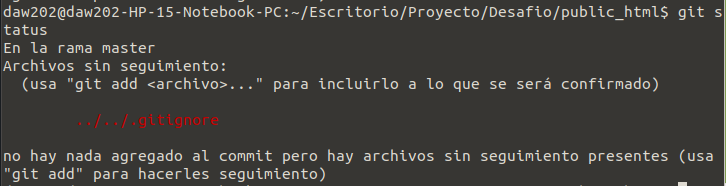 daw202@daw202-HP-15-Notebook-PC:~/Escritorio/Proyecto/Desafio/public_html$ git s
tatus
En la rama master
Archivos sin seguimiento:
  (usa "git add <archivo>..." para incluirlo a lo que se será confirmado)
        ../../.gitignore
no hay nada agregado al commit pero hay archivos sin seguimiento presentes (usa
"git add" para hacerles seguimiento)